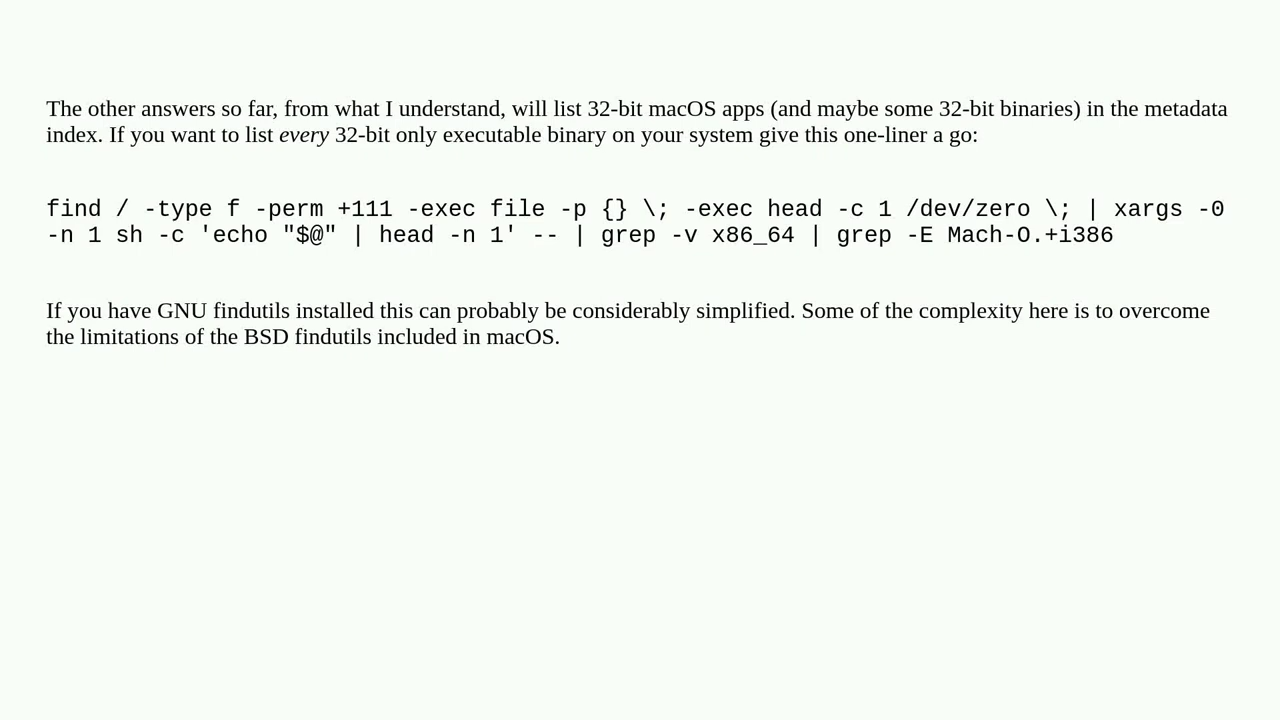 The other answers so far, from what I understand, will list 32-bit macOS apps (and maybe some 32-bit binaries) in the metadata
index. If you want to list every 32-bit only executable binary on your system give this one-liner a go:
find / -type f -perm +111 -exec file -p {} \; -exec head -c 1 /dev/zero \; | xargs -0
-n 1 sh -c 'echo "$@" | head -n 1' -- | grep -v x86_64 | grep -E Mach-O.+i386
If you have GNU findutils installed this can probably be considerably simplified. Some of the complexity here is to overcome
the limitations of the BSD findutils included in macOS.